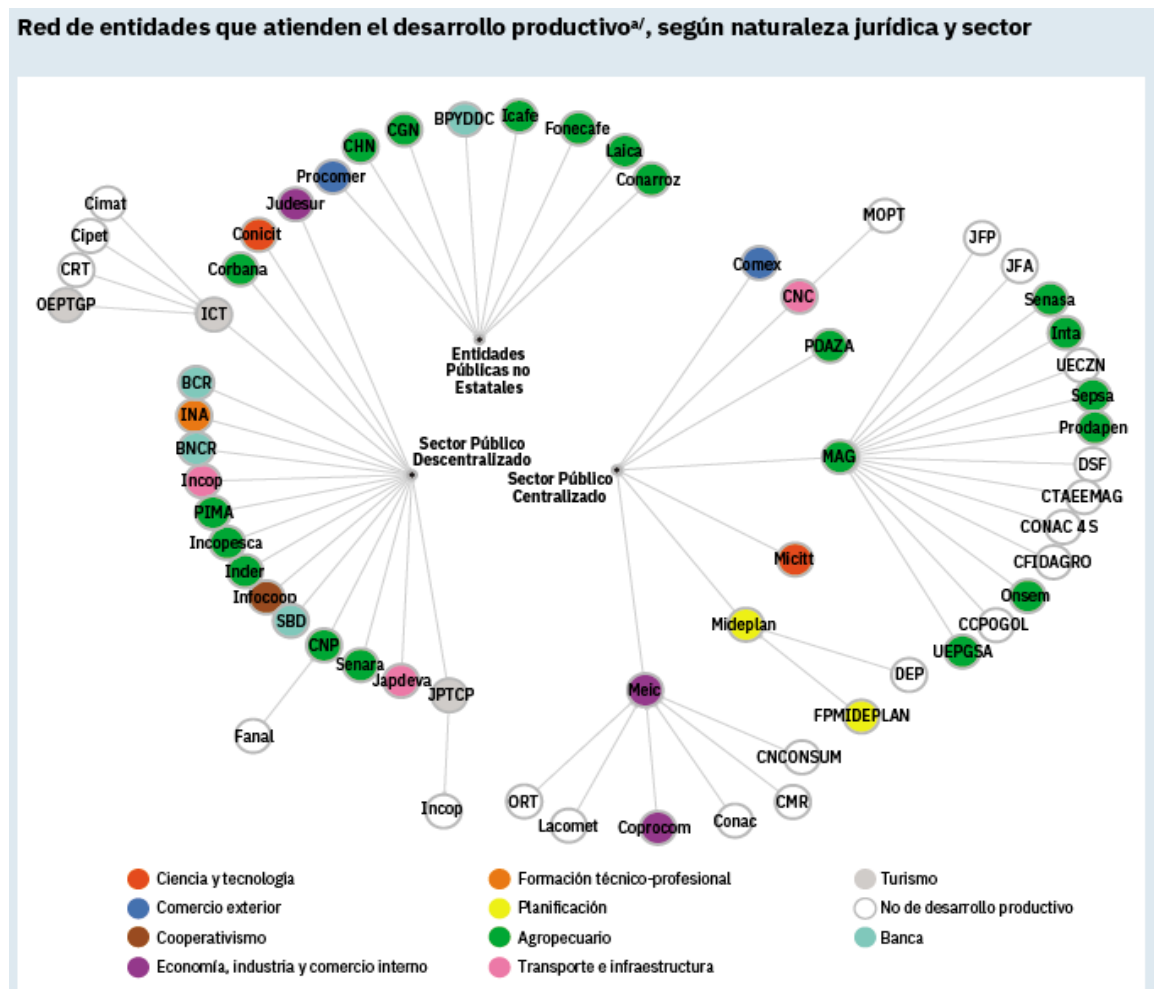 Red de entidades que atienden el desarrollo productivoᵃ/, según naturaleza jurídica y sector
BPYDDC
Icafe
CGN
Fonecafe
CHN
Laica
Procomer
Conarroz
Cimat
Judesur
MOPT
Cipet
Conicit
JFP
CRT
Corbana
Comex
JFA
OEPTGP
ICT
CNC
Senasa
Inta
PDAZA
Entidades
Públicas no
Estatales
UECZN
BCR
Sepsa
INA
Prodapen
BNCR
Sector Público
Descentralizado
MAG
DSF
Incop
Sector Público
Centralizado
CTAEEMAG
PIMA
CONAC 4S
Incopesca
Micitt
CFIDAGRO
Inder
Infocoop
Onsem
SBD
Mideplan
CCPOGOL
CNP
UEPGSA
Senara
DEP
Japdeva
JPTCP
Meic
FPMIDEPLAN
Fanal
CNCONSUM
Incop
ORT
CMR
Lacomet
Coprocom
Conac
Ciencia y tecnología
Formación técnico-profesional
Turismo
Comercio exterior
Planificación
No de desarrollo productivo
Cooperativismo
Agropecuario
Banca
Economía, industria y comercio interno
Transporte e infraestructura